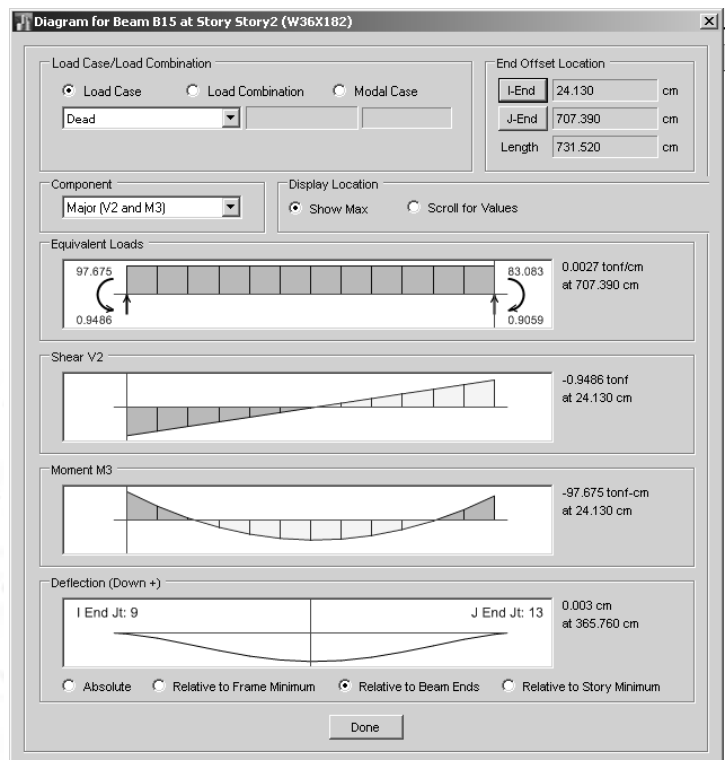 Diagram for Beam B15 at Story Story2 (W36X182)
Load Case/Load Combination
Load Case Load Combination Modal Case
Dead
End Offset Location
I-End 24.130 cm
J-End 707.390 cm
Length 731.520 cm
Component
Major (V2 and M3)
Display Location
Show Max Scroll for Values
Equivalent Loads
97.675 83.083
0.9486 0.9059
0.0027 tonf/cm
at 707.390 cm
Shear V2
-0.9486 tonf
at 24.130 cm
Moment M3
-97.675 tonf-cm
at 24.130 cm
Deflection (Down +)
I End Jt: 9 J End Jt: 13
0.003 cm
at 365.760 cm
Absolute Relative to Frame Minimum Relative to Beam Ends Relative to Story Minimum
Done